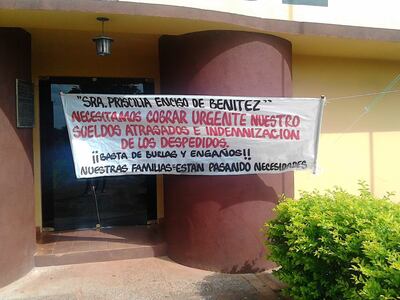 "SRA. PRISCILIA ENCISO DE BENITEZ"
NECESITAMOS COBRAR URGENTE NUESTRO
SUELDOS ATRASADOS E INDEMNIZACION
DE LOS DESPEDIDOS.
¡¡BASTA DE BURLAS Y ENGAÑOS!!
NUESTRAS FAMILIAS ESTAN PASANDO NECESIDADES